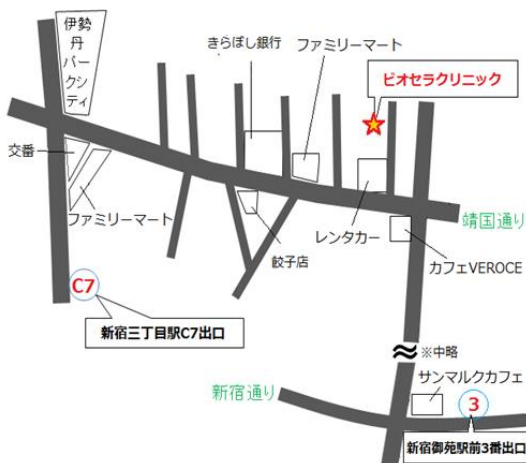 伊勢
丹
パー
クシ
ティ
きらぼし銀行
ファミリーマート
ビオセラクリニック
交番
ファミリーマート
餃子店
レンタカー
靖国通り
カフェVEROCE
C7
新宿三丁目駅C7出口
※中略
新宿通り
サンマルクカフェ
3
新宿御苑駅前3番出口